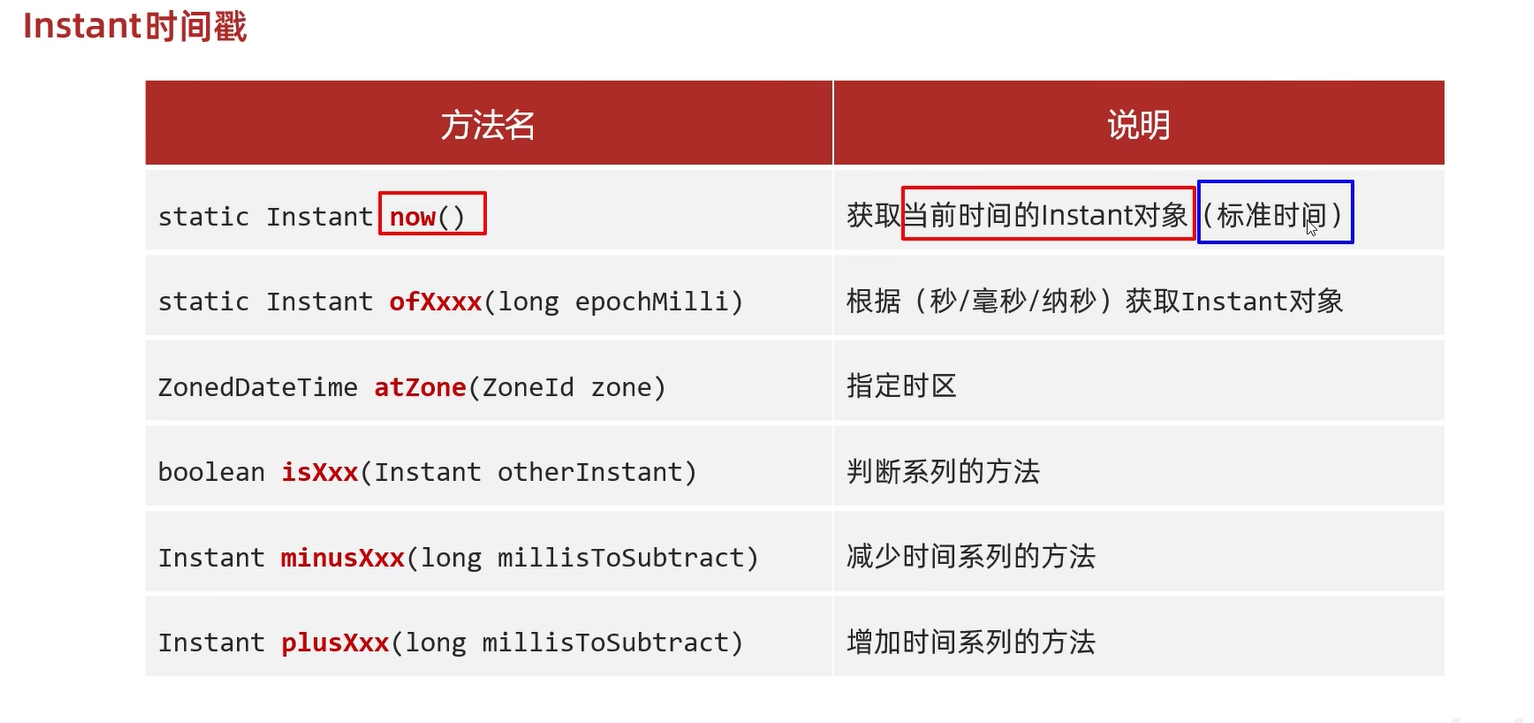 Instant时间戳
方法名 说明
static Instant now() 获取当前时间的Instant对象（标准时间）
static Instant ofXxxx(long epochMilli) 根据（秒/毫秒/纳秒）获取Instant对象
ZonedDateTime atZone(ZoneId zone) 指定时区
boolean isXxx(Instant otherInstant) 判断系列的方法
Instant minusXxx(long millisToSubtract) 减少时间系列的方法
Instant plusXxx(long millisToSubtract) 增加时间系列的方法